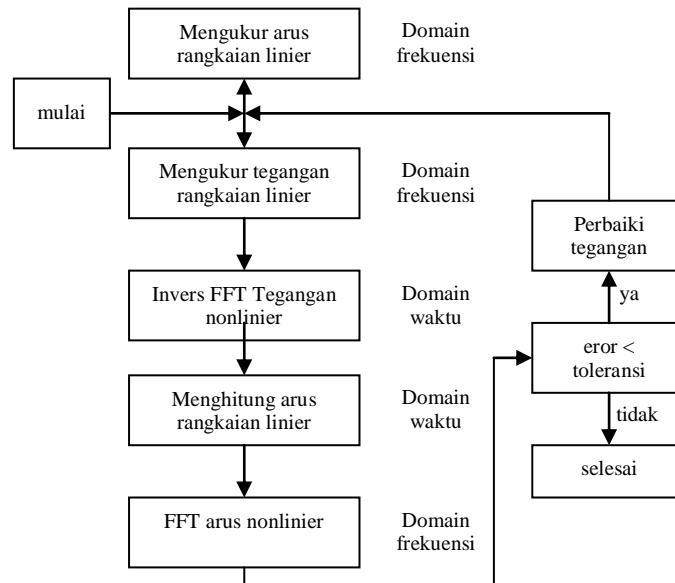 Mengukur arus
rangkaian linier
Domain
frekuensi
mulai
Mengukur tegangan
rangkaian linier
Domain
frekuensi
Perbaiki
tegangan
ya
Invers FFT Tegangan
nonlinier
Domain
waktu
eror <
toleransi
tidak
Menghitung arus
rangkaian linier
Domain
waktu
selesai
FFT arus nonlinier
Domain
frekuensi